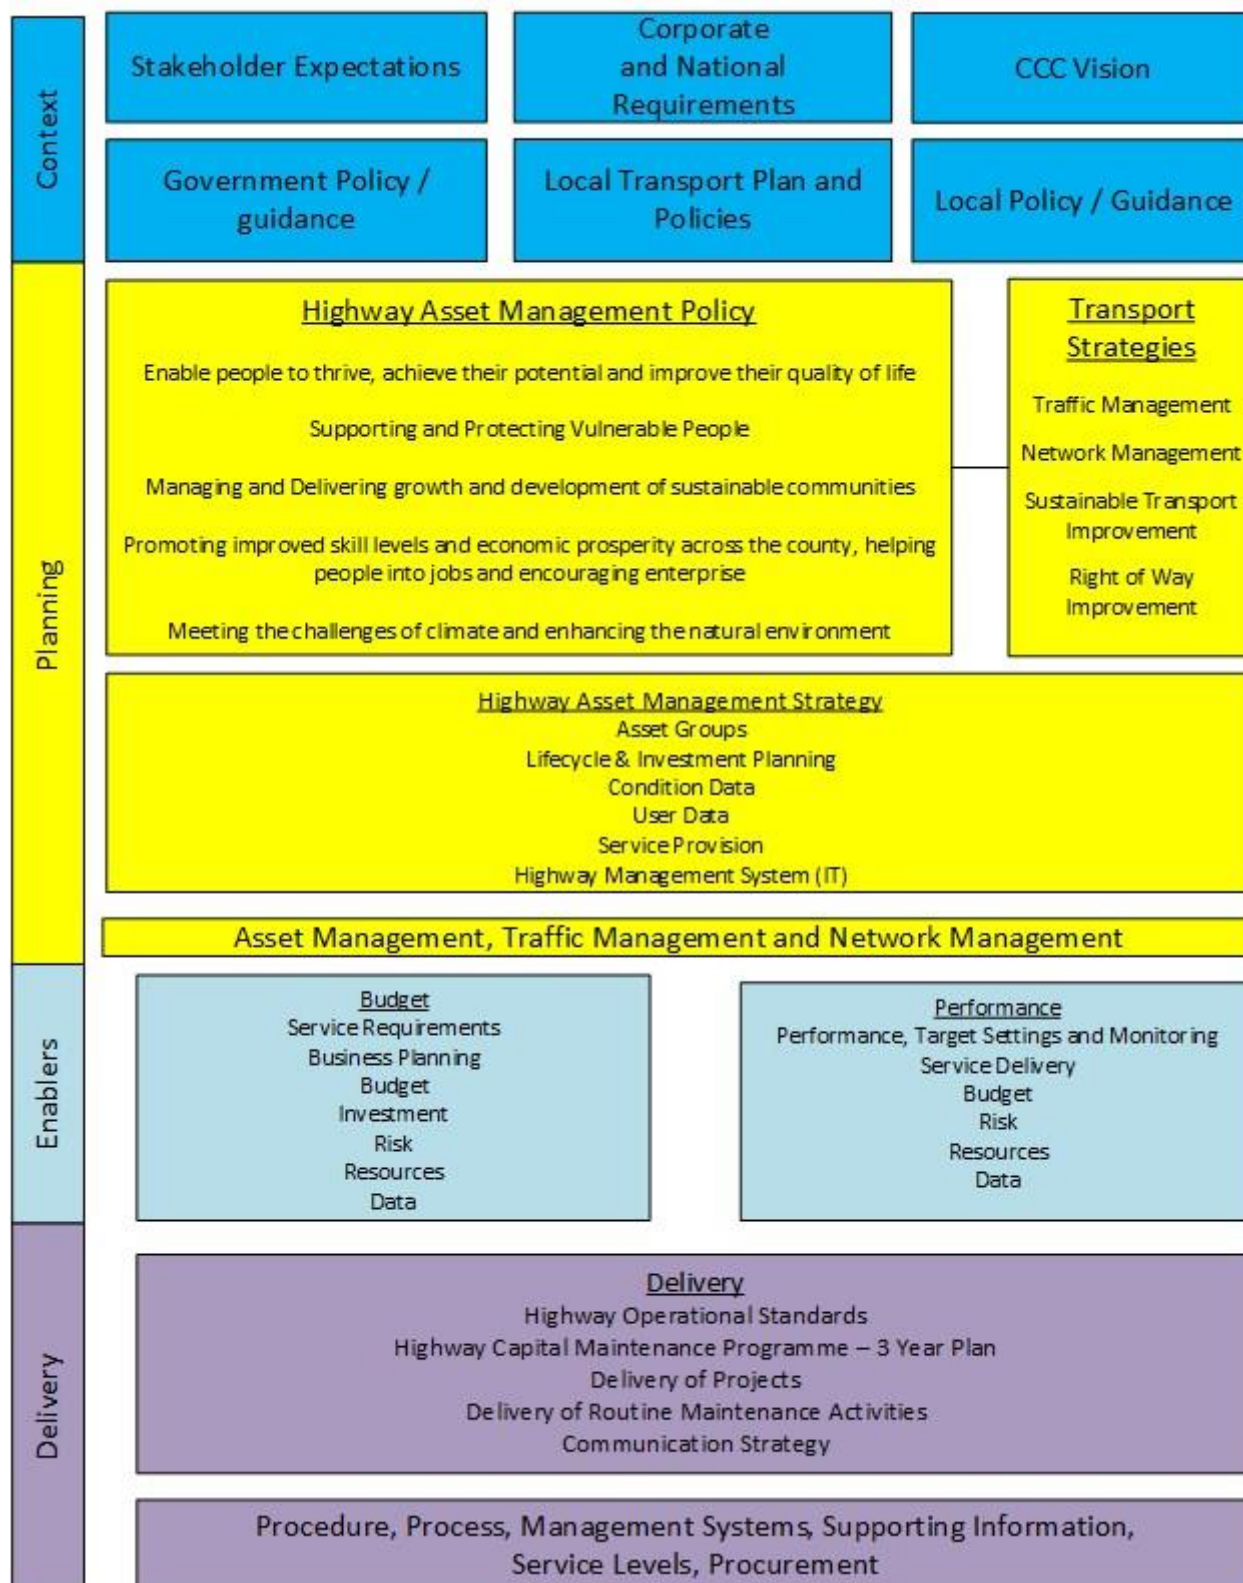 Context
Stakeholder Expectations
Corporate
and National
Requirements
CCC Vision
Government Policy /
guidance
Local Transport Plan and
Policies
Local Policy / Guidance
Planning
Highway Asset Management Policy
Enable people to thrive, achieve their potential and improve their quality of life
Supporting and Protecting Vulnerable People
Managing and Delivering growth and development of sustainable communities
Promoting improved skill levels and economic prosperity across the county, helping
people into jobs and encouraging enterprise
Meeting the challenges of climate and enhancing the natural environment
Transport
Strategies
Traffic Management
Network Management
Sustainable Transport
Improvement
Right of Way
Improvement
Highway Asset Management Strategy
Asset Groups
Lifecycle & Investment Planning
Condition Data
User Data
Service Provision
Highway Management System (IT)
Asset Management, Traffic Management and Network Management
Enablers
Budget
Service Requirements
Business Planning
Budget
Investment
Risk
Resources
Data
Performance
Performance, Target Settings and Monitoring
Service Delivery
Budget
Risk
Resources
Data
Delivery
Delivery
Highway Operational Standards
Highway Capital Maintenance Programme – 3 Year Plan
Delivery of Projects
Delivery of Routine Maintenance Activities
Communication Strategy
Procedure, Process, Management Systems, Supporting Information,
Service Levels, Procurement